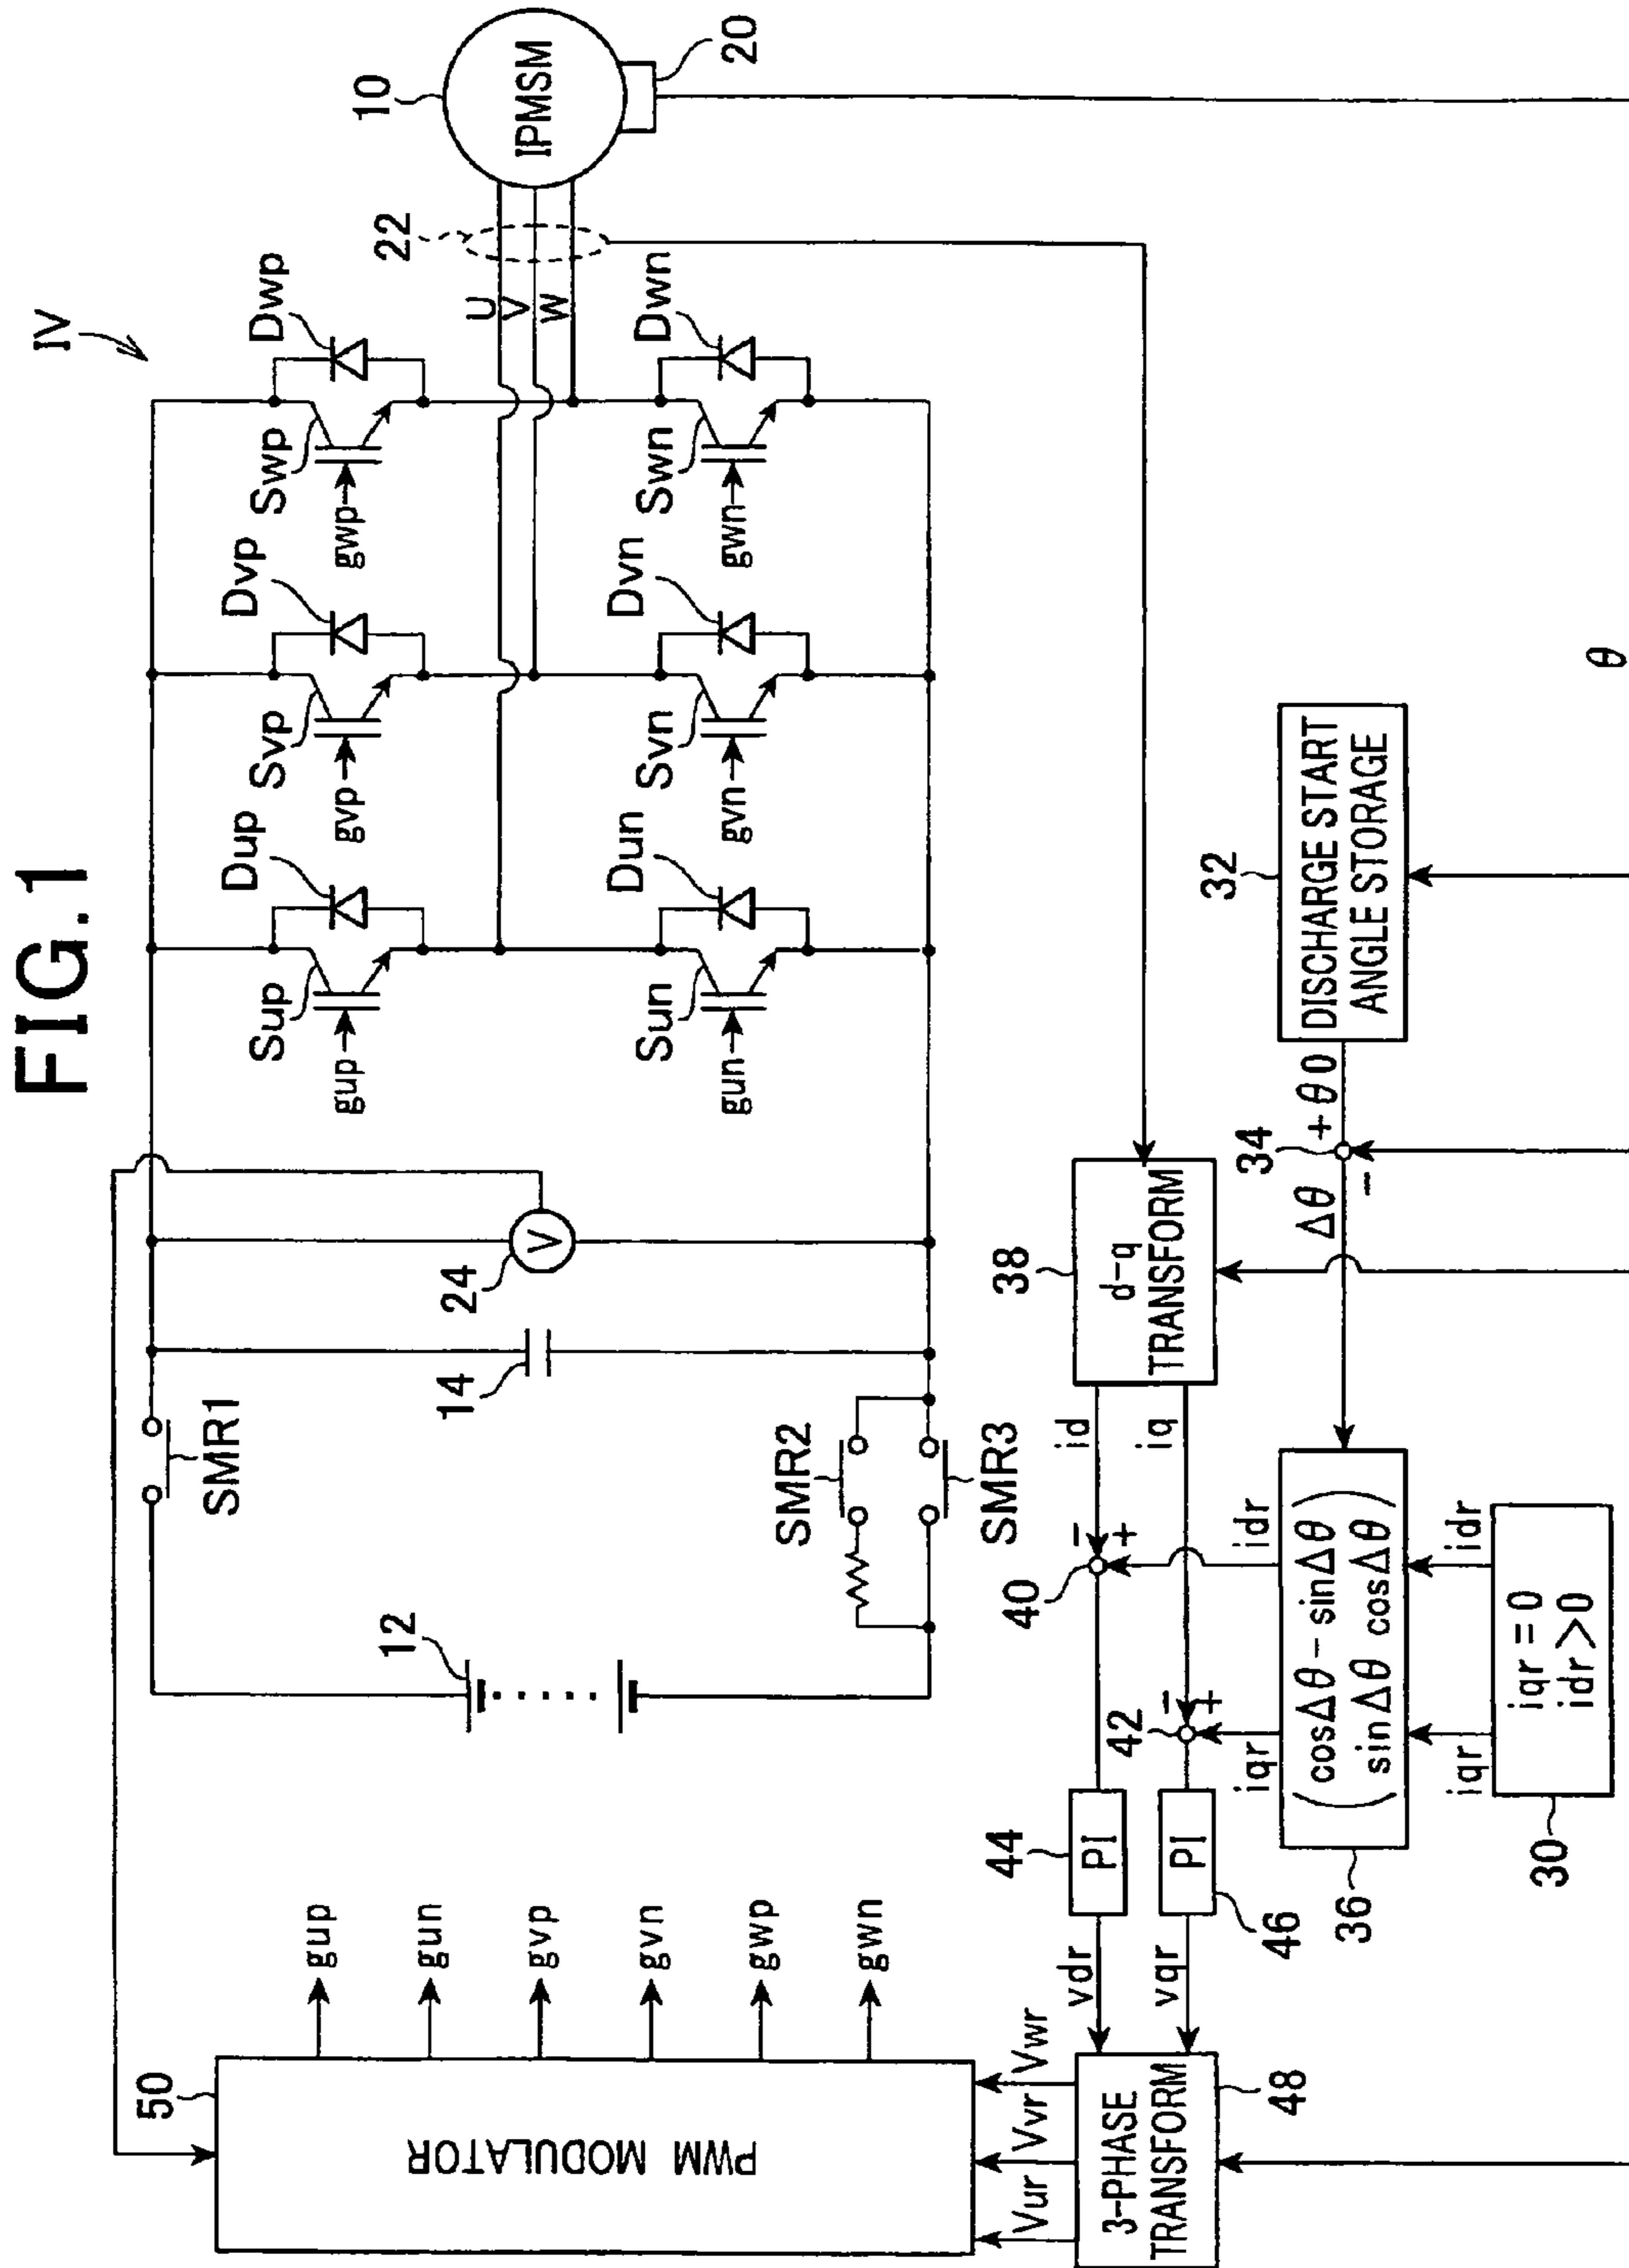 FIG.1
IV
10
IPMSM
20
22
U
V
W
Dup
Dvp
Dwp
Sup
Svp
Swp
gup
gvp
gwp
Dun
Dvn
Dwn
Sun
Svn
Swn
gun
gvn
gwn
SMR1
12
14
24
V
SMR2
SMR3
50
PWM MODULATOR
gup
gun
gvp
gvn
gwp
gwn
Vur
Vvr
Vwr
3-PHASE
TRANSFORM
48
vdr
vqr
44
PI
PI
46
40
-
+
42
-
+
id
iq
38
d-q
TRANSFORM
iqr
idr
cosΔθ -sinΔθ
sinΔθ cosΔθ
36
iqr
idr
iqr=0
idr>0
30
Δθ
34
+
-
θ0
32
DISCHARGE START
ANGLE STORAGE
θ